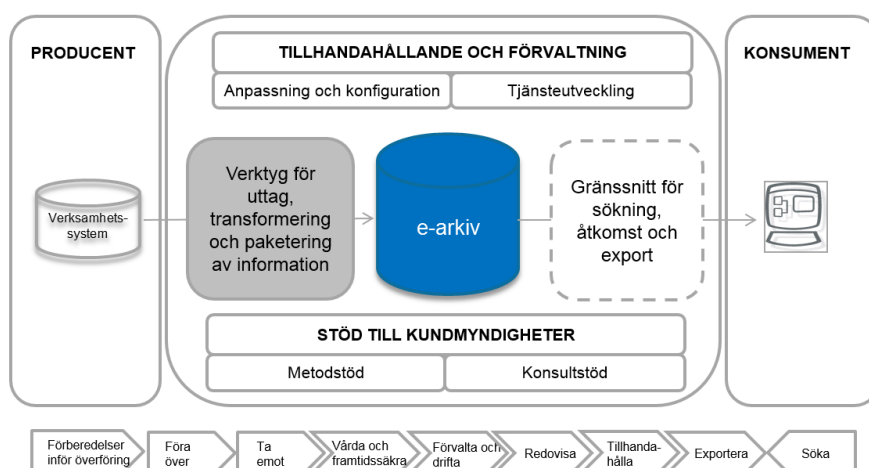 PRODUCENT
TILLHANDAHÅLLANDE OCH FÖRVALTNING
KONSUMENT
Anpassning och konfiguration
Tjänsteutveckling
Verksamhets-
system
Verktyg för
uttag,
transformering
och paketering
av information
e-arkiv
Gränssnitt för
sökning,
åtkomst och
export
STÖD TILL KUNDMYNDIGHETER
Metodstöd
Konsultstöd
Förberedelser
inför överföring
Föra
över
Ta
emot
Vårda och
framtidssäkra
Förvalta och
drifta
Redovisa
Tillhanda-
hålla
Exportera
Söka